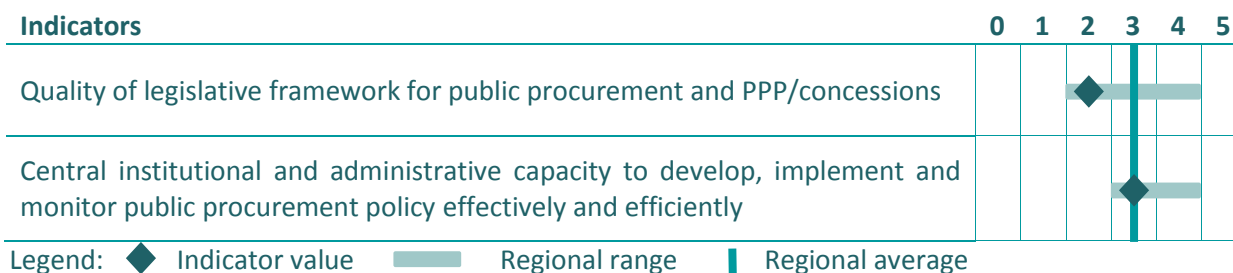 Indicators 0 1 2 3 4 5
Quality of legislative framework for public procurement and PPP/concessions
Central institutional and administrative capacity to develop, implement and
monitor public procurement policy effectively and efficiently
Legend: Indicator value Regional range Regional average